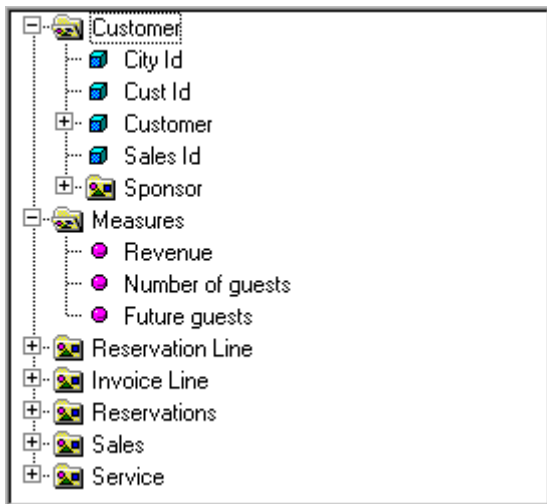 Customer
City Id
Cust Id
Customer
Sales Id
Sponsor
Measures
Revenue
Number of guests
Future guests
Reservation Line
Invoice Line
Reservations
Sales
Service